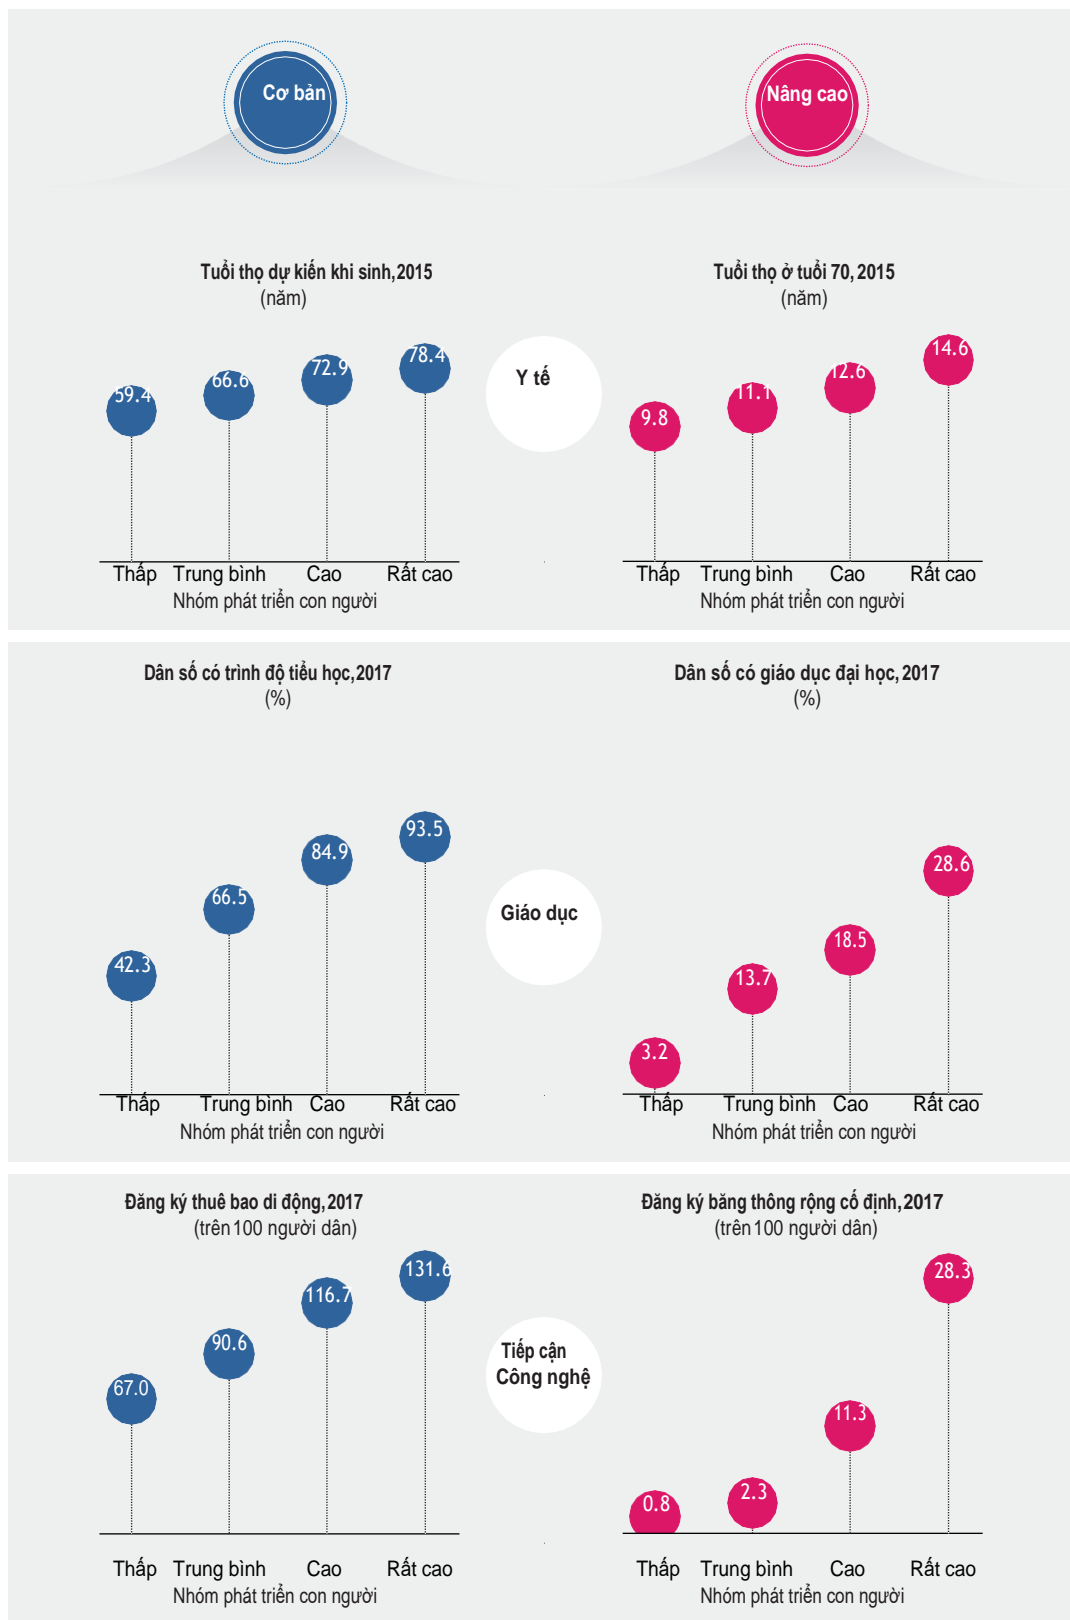 Cơ bản
Nâng cao
Tuổi thọ dự kiến khi sinh, 2015
(năm)
Tuổi thọ ở tuổi 70, 2015
(năm)
Y tế
59.4
66.6
72.9
78.4
9.8
11.1
12.6
14.6
Thấp Trung bình Cao Rất cao
Nhóm phát triển con người
Thấp Trung bình Cao Rất cao
Nhóm phát triển con người
Dân số có trình độ tiểu học, 2017
(%)
Dân số có giáo dục đại học, 2017
(%)
Giáo dục
42.3
66.5
84.9
93.5
3.2
13.7
18.5
28.6
Thấp Trung bình Cao Rất cao
Nhóm phát triển con người
Thấp Trung bình Cao Rất cao
Nhóm phát triển con người
Đăng ký thuê bao di động, 2017
(trên 100 người dân)
Đăng ký băng thông rộng cố định, 2017
(trên 100 người dân)
Tiếp cận
Công nghệ
67.0
90.6
116.7
131.6
0.8
2.3
11.3
28.3
Thấp Trung bình Cao Rất cao
Nhóm phát triển con người
Thấp Trung bình Cao Rất cao
Nhóm phát triển con người